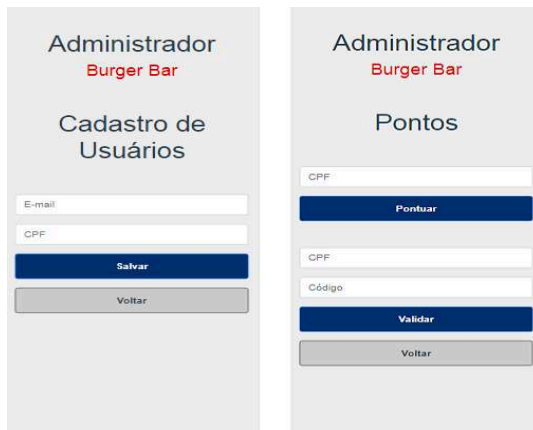 Administrador
Burger Bar
Cadastro de
Usuários
E-mail
CPF
Salvar
Voltar
Administrador
Burger Bar
Pontos
CPF
Pontuar
CPF
Código
Validar
Voltar